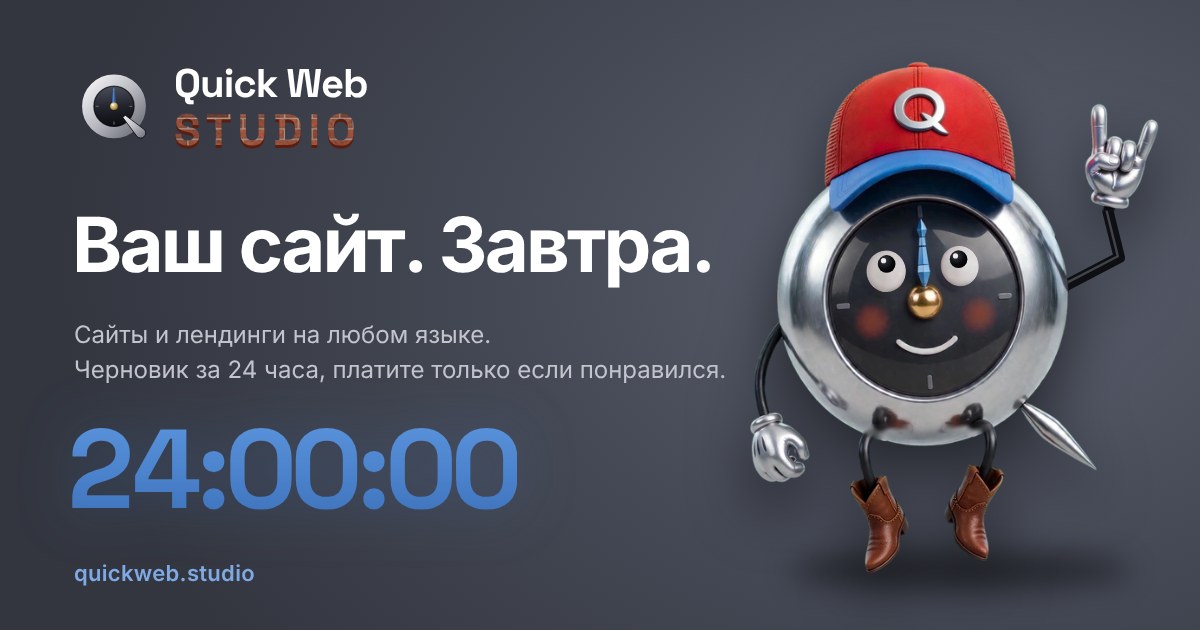 Quick Web
STUDIO
Ваш сайт. Завтра.
Сайты и лендинги на любом языке.
Черновик за 24 часа, платите только если понравился.
24:00:00
quickweb.studio
Q